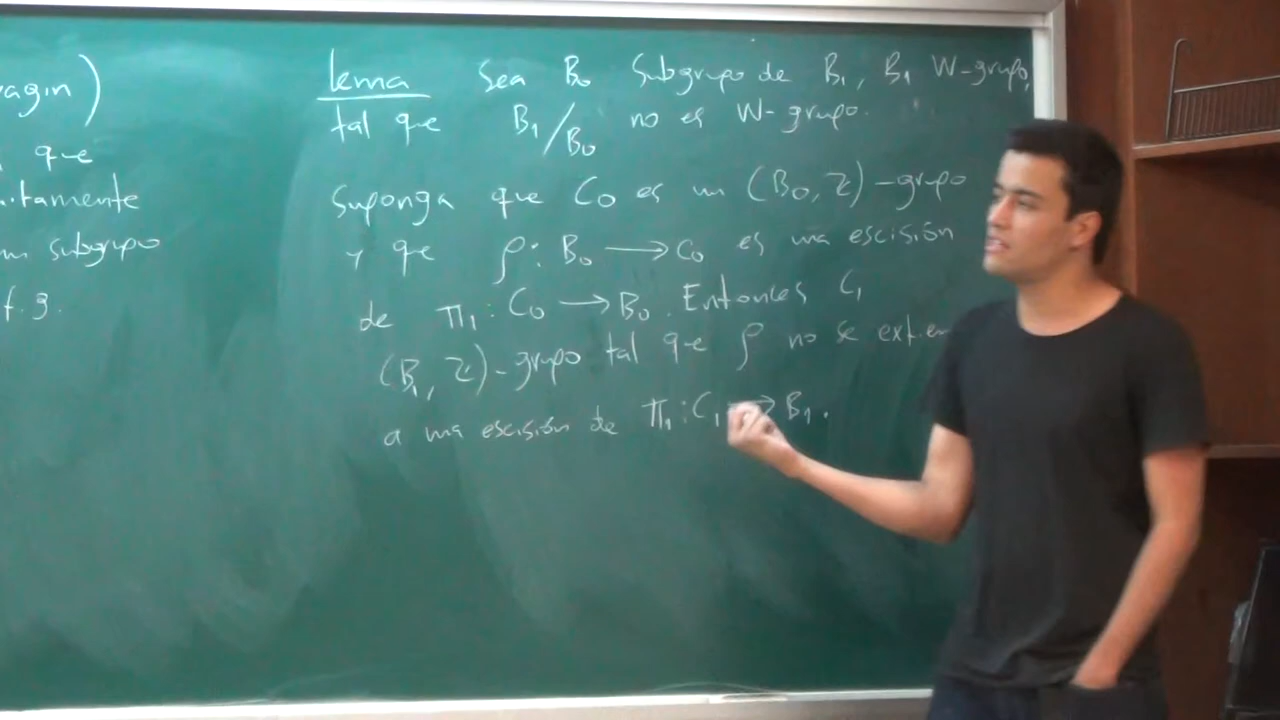 agin)
que
itamente
subgrupo
f.g.
lema Sea B₀ Subgrupo de B₁, B₁ W-grupo,
tal que B₁/B₀ no es W-grupo.
Suponga que C₀ es un (B₀, Z)-grupo
y que ρ: B₀ → C₀ es una escisión
de π₁: C₀ → B₀. Entonces C₁
(B₁, Z)-grupo tal que ρ no se exten
a una escisión de π₁: C₁ → B₁.